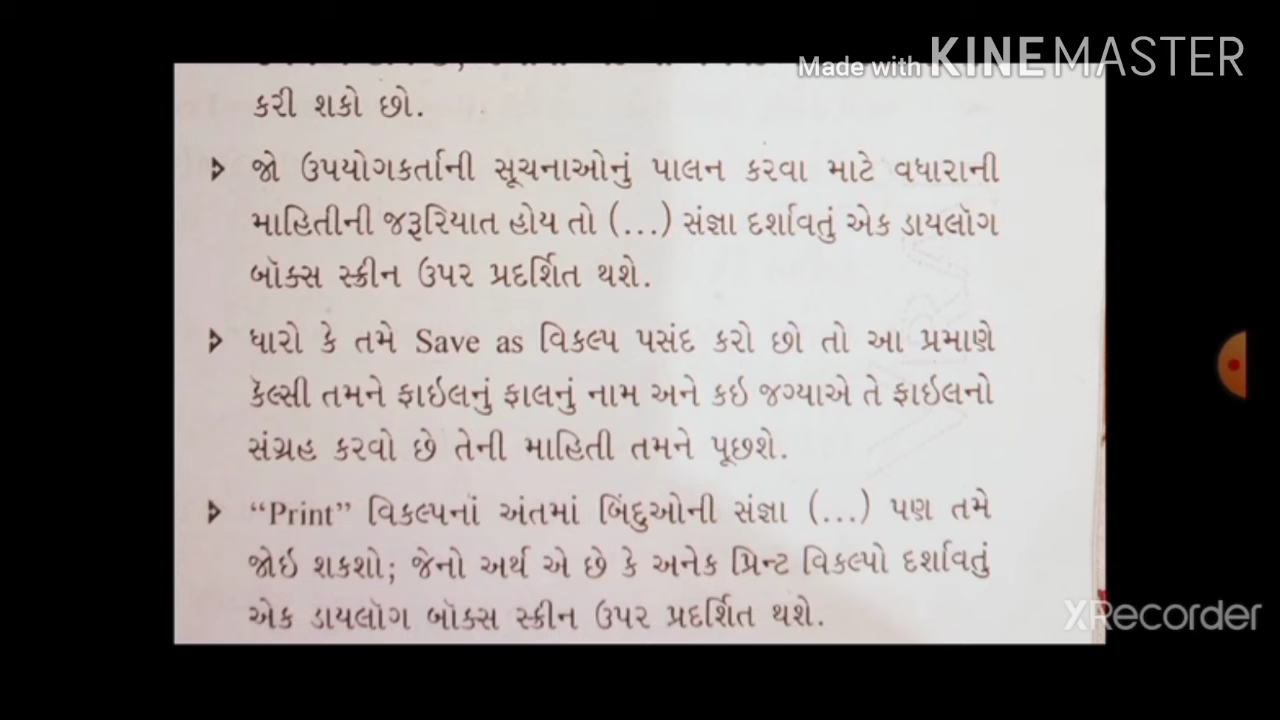 Made with KINEMASTER
કરી શકો છો.
જો ઉપયોગકર્તાની સૂચનાઓનું પાલન કરવા માટે વધારાની
માહિતીની જરૂરિયાત હોય તો (...) સંજ્ઞા દર્શાવતું એક ડાયલૉગ
બૉક્સ સ્ક્રીન ઉપર પ્રદર્શિત થશે.
ધારો કે તમે Save as વિકલ્પ પસંદ કરો છો તો આ પ્રમાણે
કેલ્સી તમને ફાઇલનું ફાલનું નામ અને કઇ જગ્યાએ તે ફાઇલનો
સંગ્રહ કરવો છે તેની માહિતી તમને પૂછશે.
“Print” વિકલ્પનાં અંતમાં બિંદુઓની સંજ્ઞા (...) પણ તમે
જોઇ શકશો; જેનો અર્થ એ છે કે અનેક પ્રિન્ટ વિકલ્પો દર્શાવતું
એક ડાયલૉગ બૉક્સ સ્ક્રીન ઉપર પ્રદર્શિત થશે.
XRecorder